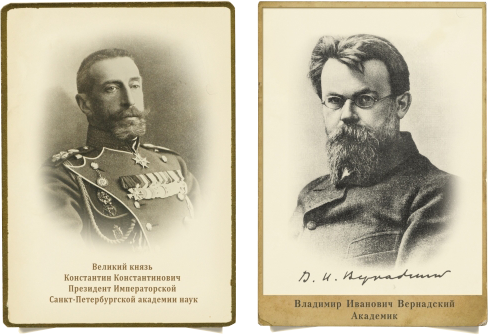 Великий князь
Константин Константинович
Президент Императорской
Санкт-Петербургской академии наук
В. И. Вернадский
Владимир Иванович Вернадский
Академик